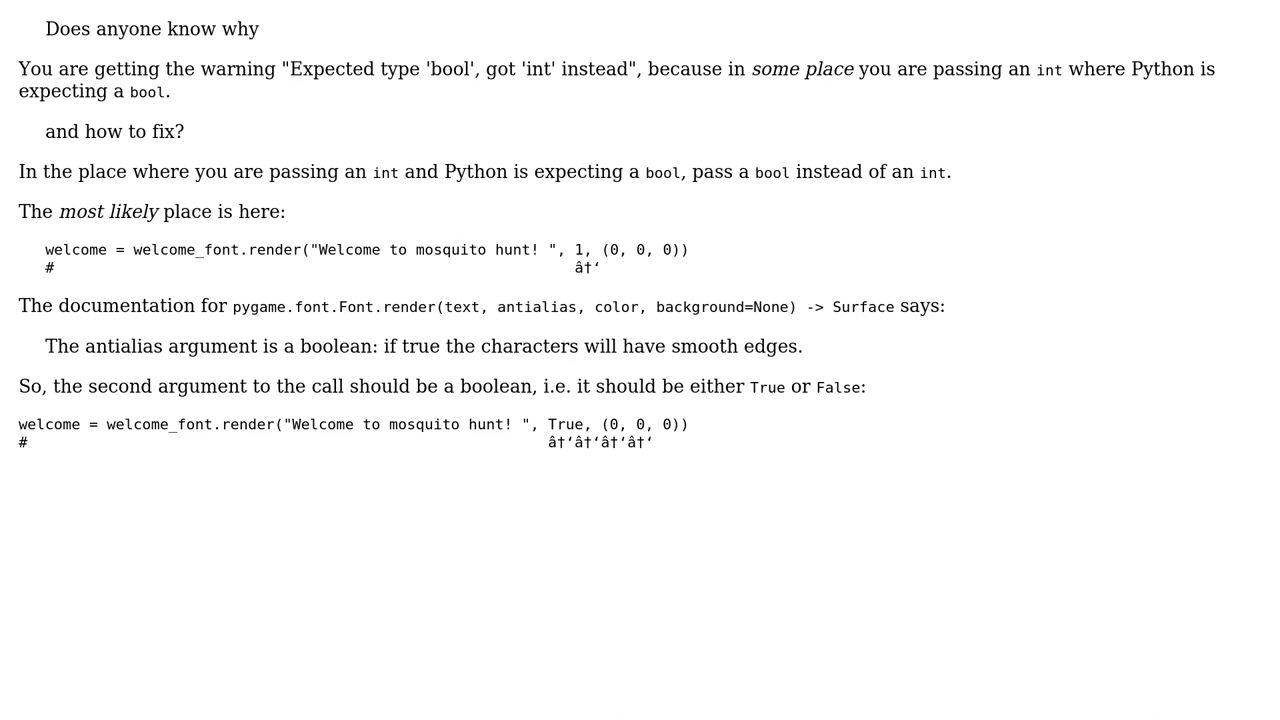 Does anyone know why
You are getting the warning "Expected type 'bool', got 'int' instead", because in some place you are passing an int where Python is
expecting a bool.
and how to fix?
In the place where you are passing an int and Python is expecting a bool, pass a bool instead of an int.
The most likely place is here:
welcome = welcome_font.render("Welcome to mosquito hunt! ", 1, (0, 0, 0))
# â†‘
The documentation for pygame.font.Font.render(text, antialias, color, background=None) -> Surface says:
The antialias argument is a boolean: if true the characters will have smooth edges.
So, the second argument to the call should be a boolean, i.e. it should be either True or False:
welcome = welcome_font.render("Welcome to mosquito hunt! ", True, (0, 0, 0))
# â†‘â†‘â†‘â†‘